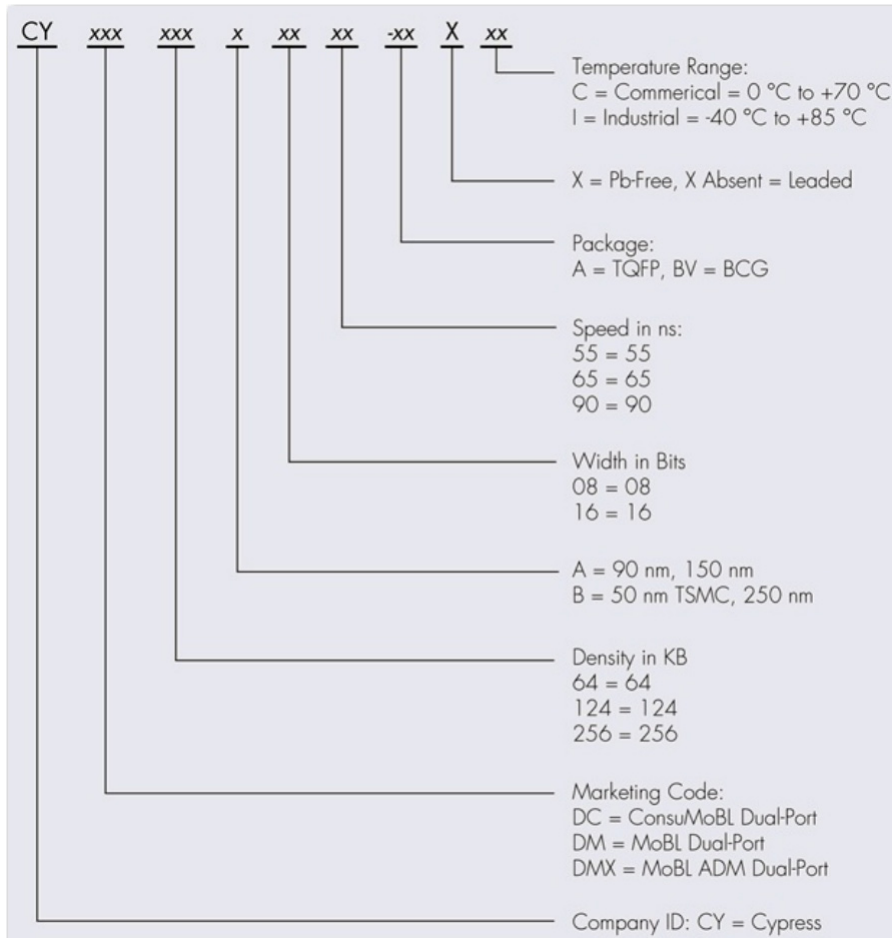 CY xxx xxx x xx xx -xx X xx
Temperature Range:
C = Commerical = 0 °C to +70 °C
I = Industrial = -40 °C to +85 °C
X = Pb-Free, X Absent = Leaded
Package:
A = TQFP, BV = BCG
Speed in ns:
55 = 55
65 = 65
90 = 90
Width in Bits
08 = 08
16 = 16
A = 90 nm, 150 nm
B = 50 nm TSMC, 250 nm
Density in KB
64 = 64
124 = 124
256 = 256
Marketing Code:
DC = ConsuMoBL Dual-Port
DM = MoBL Dual-Port
DMX = MoBL ADM Dual-Port
Company ID: CY = Cypress